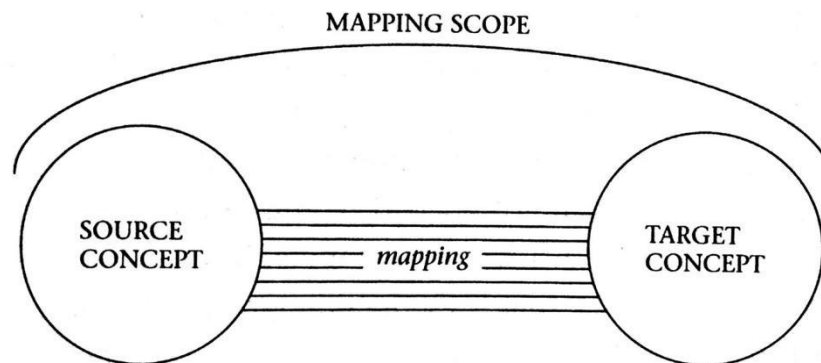 MAPPING SCOPE
SOURCE
CONCEPT
mapping
TARGET
CONCEPT